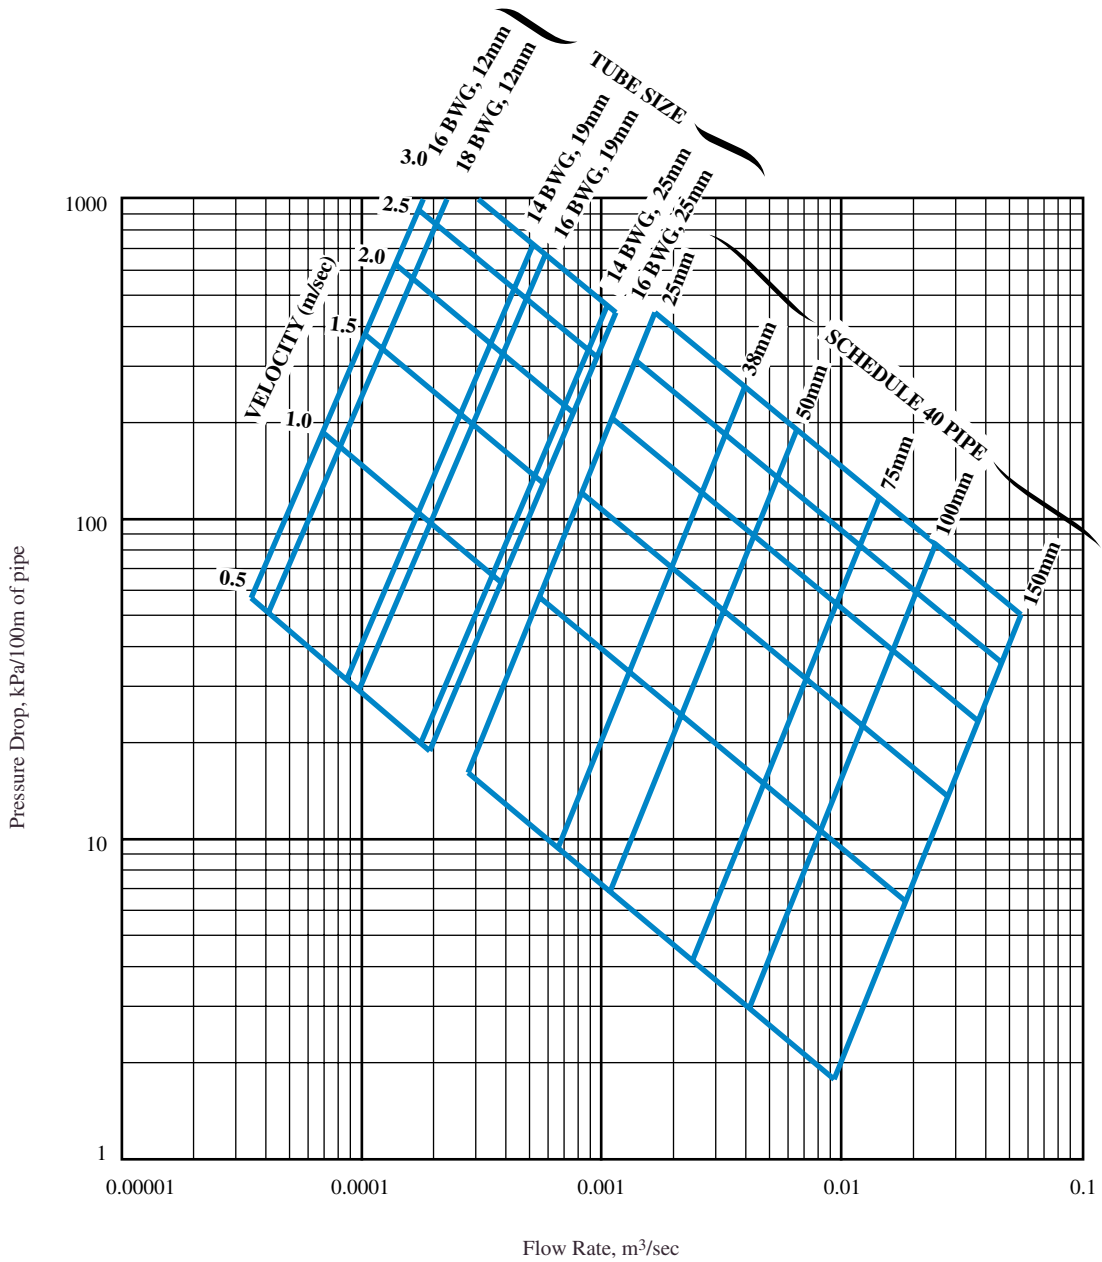 TUBE SIZE
16 BWG, 12mm
18 BWG, 12mm
14 BWG, 19mm
16 BWG, 19mm
14 BWG, 25mm
16 BWG, 25mm
25mm
38mm
50mm
75mm
100mm
150mm
SCHEDULE 40 PIPE
VELOCITY (m/sec)
3.0
2.5
2.0
1.5
1.0
0.5
1000
100
10
1
Pressure Drop, kPa/100m of pipe
0.00001
0.0001
0.001
0.01
0.1
Flow Rate, m³/sec